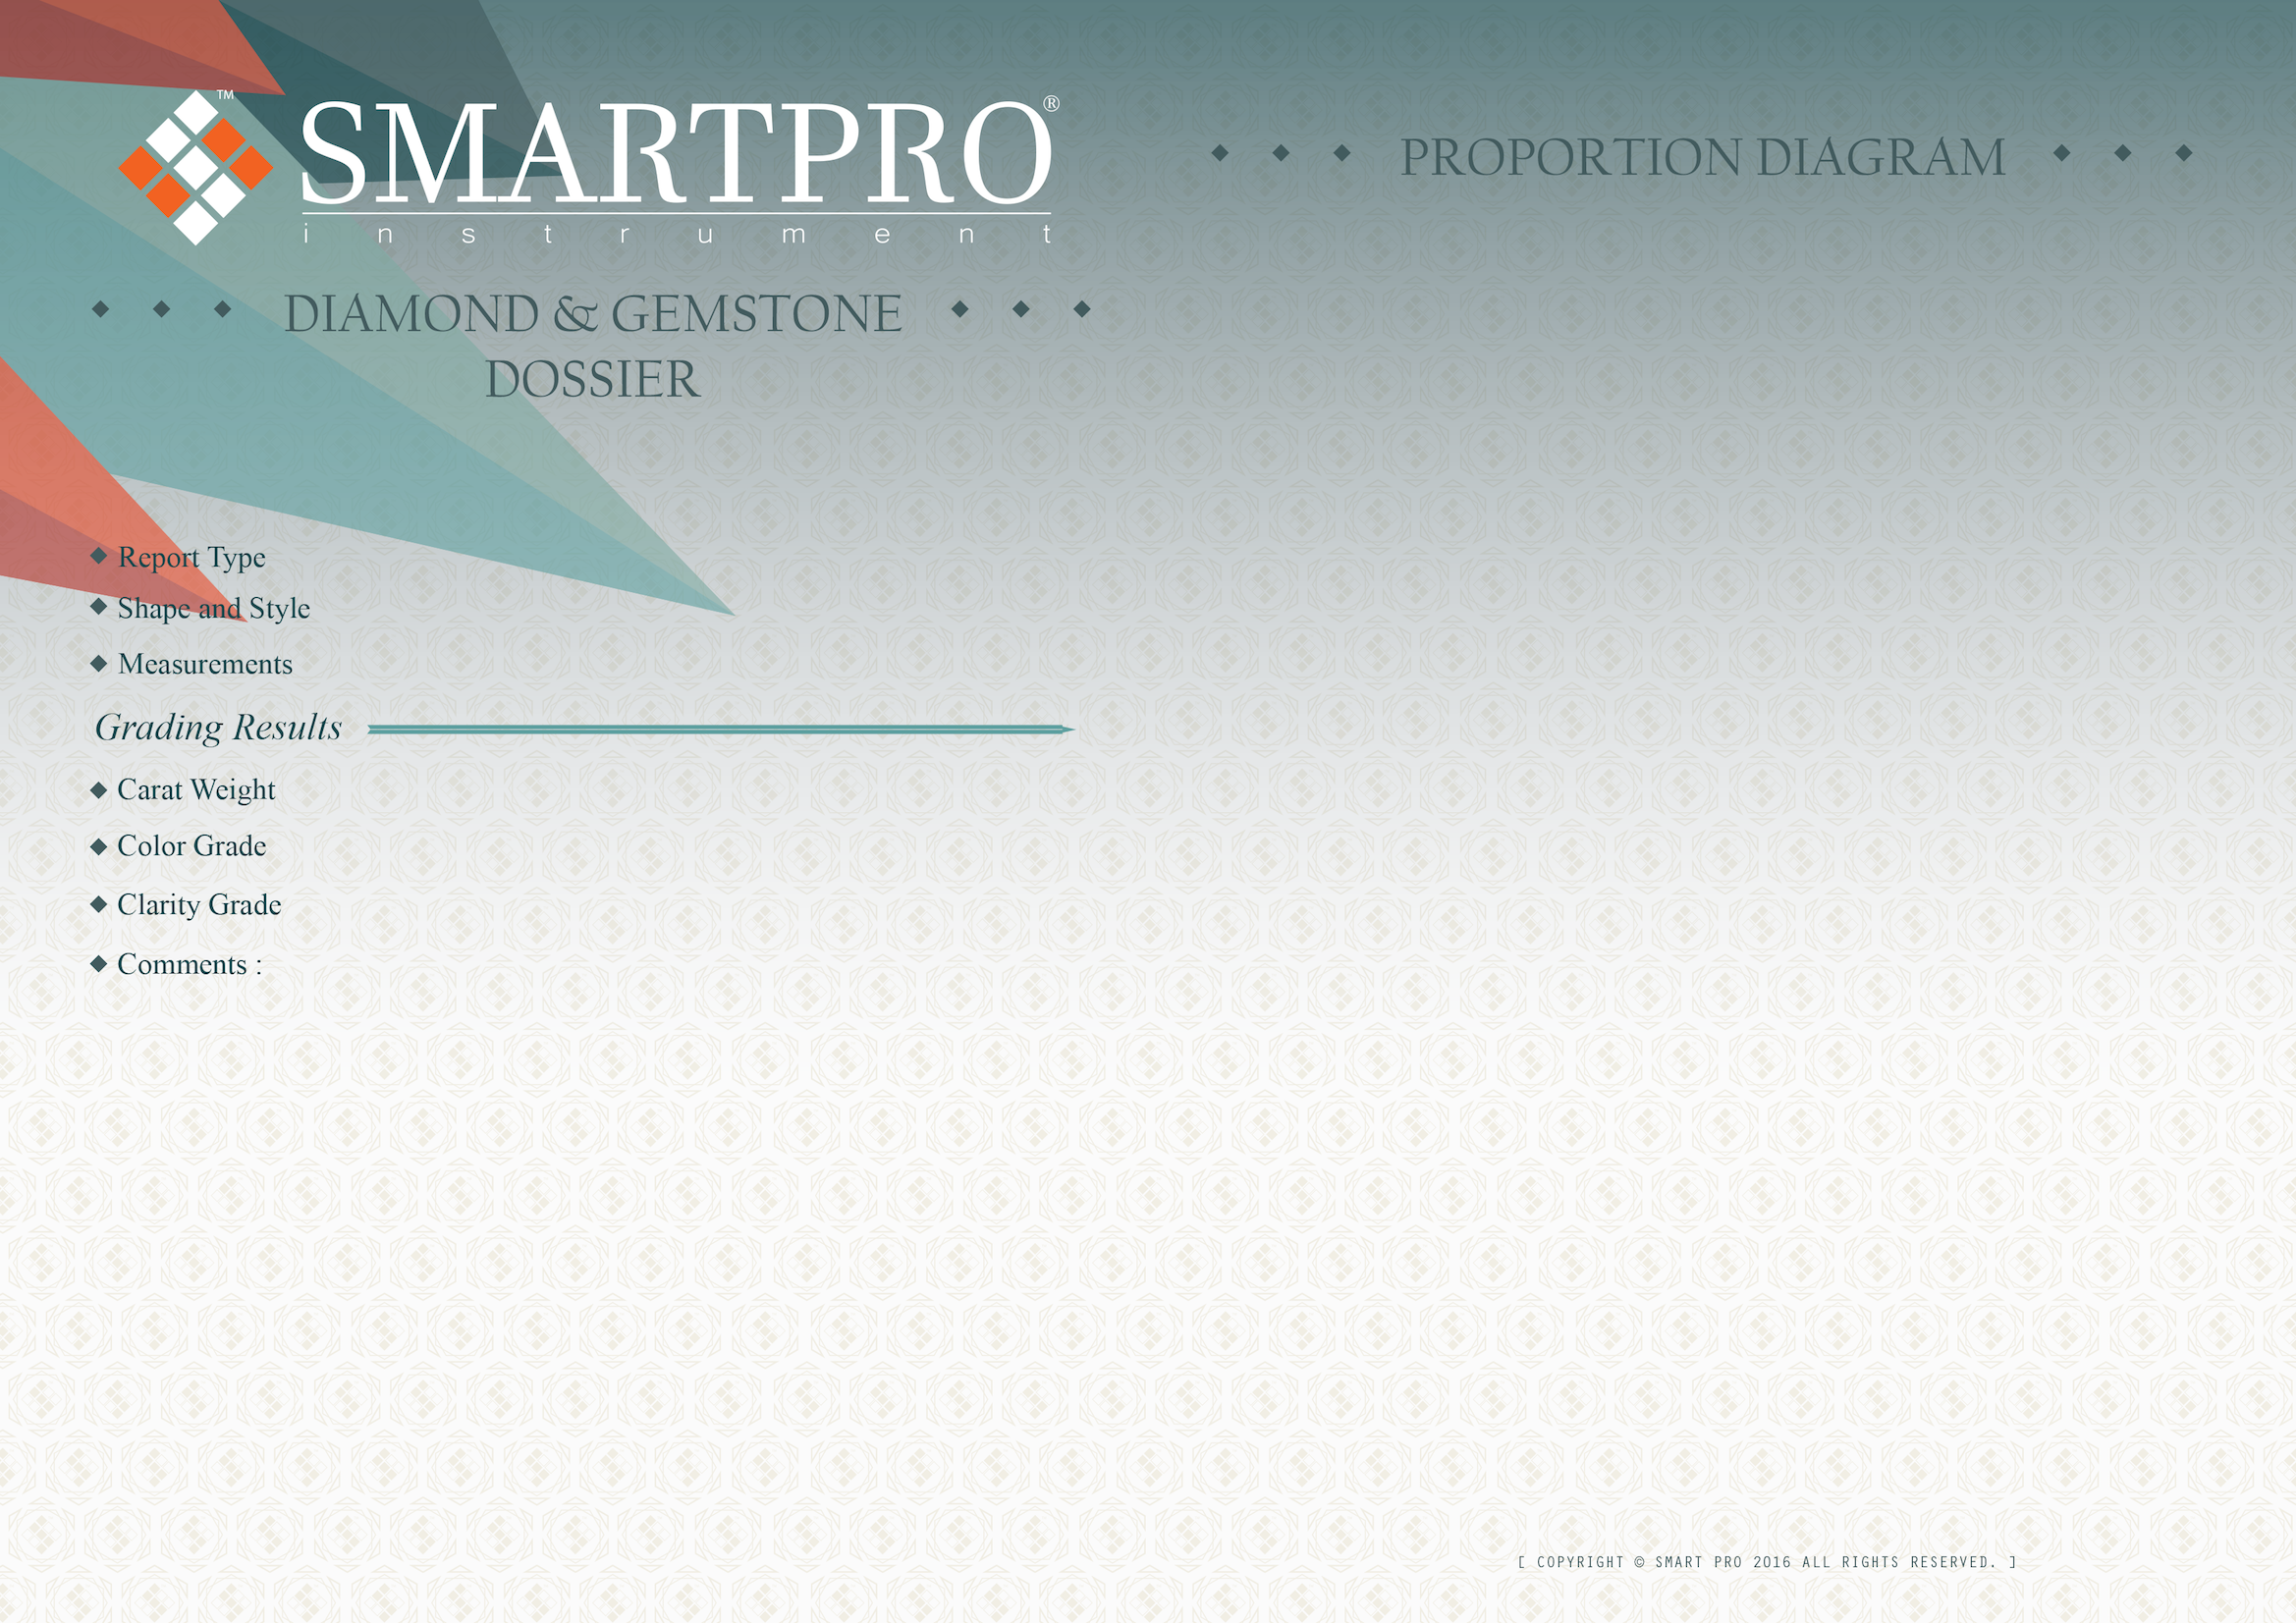 TM
SMARTPRO®
instrument
DIAMOND & GEMSTONE
DOSSIER
Report Type
Shape and Style
Measurements
Grading Results
Carat Weight
Color Grade
Clarity Grade
Comments :
PROPORTION DIAGRAM
[ COPYRIGHT © SMART PRO 2016 ALL RIGHTS RESERVED. ]